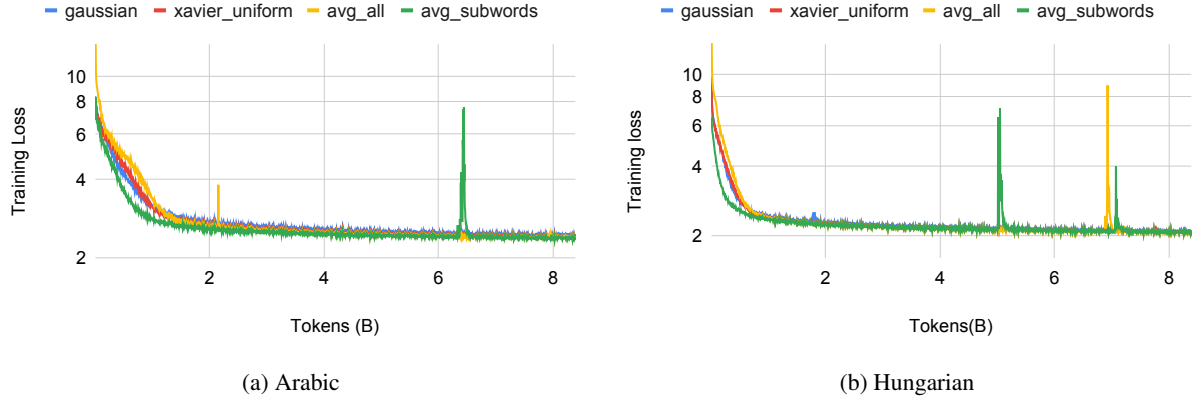 gaussian xavier_uniform avg_all avg_subwords
Training Loss
10
8
6
4
2
2 4 6 8
Tokens (B)
(a) Arabic
gaussian xavier_uniform avg_all avg_subwords
Training loss
10
8
6
4
2
2 4 6 8
Tokens(B)
(b) Hungarian